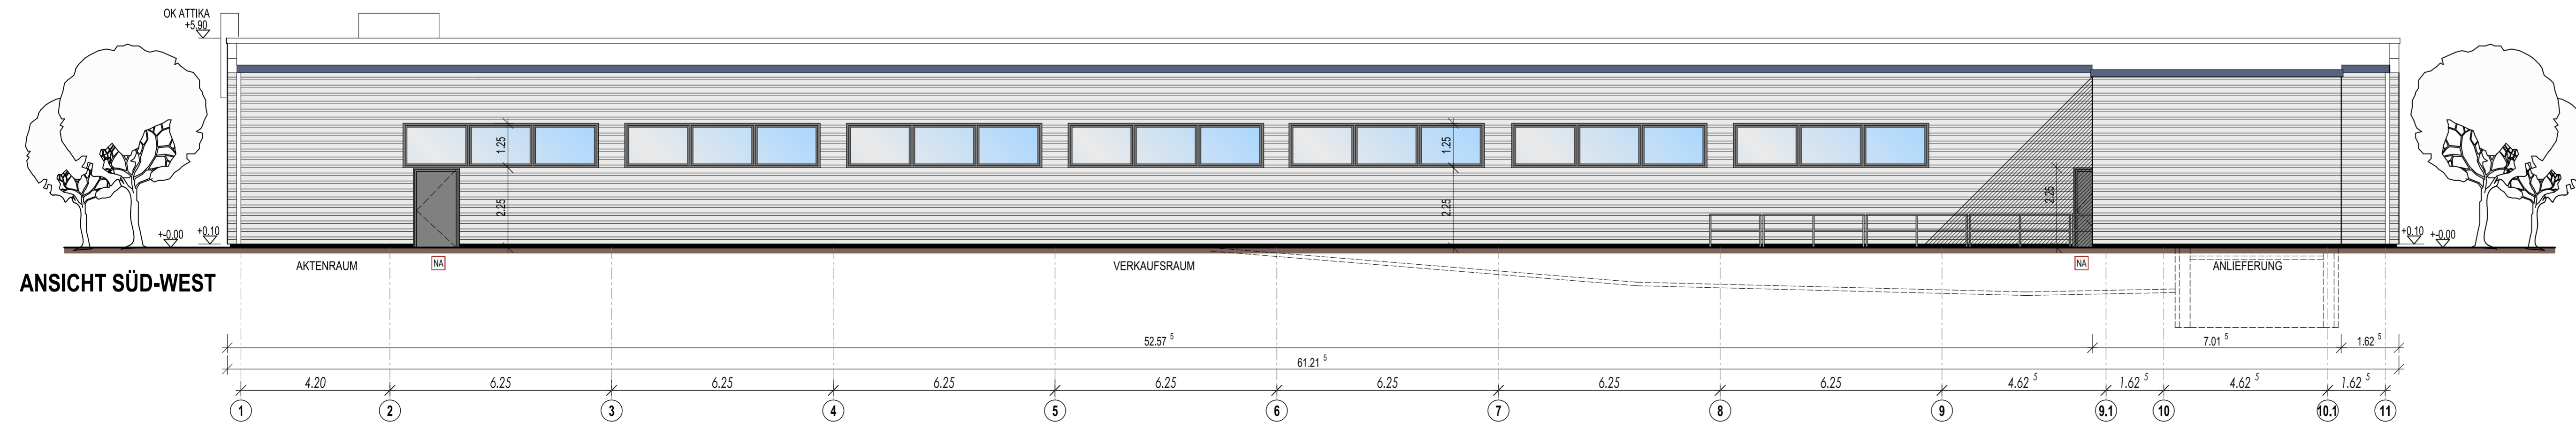 OK ATTIKA
+5.90
1.25
1.25
2.25
2.25
2.25
+-0.00
+0.10
+0.10
+-0.00
AKTENRAUM
NA
VERKAUFSRAUM
NA
ANLIEFERUNG
ANSICHT SÜD-WEST
52.57 5
7.01 5
1.62 5
61.21 5
4.20 6.25 6.25 6.25 6.25 6.25 6.25 6.25 4.62 5 1.62 5 4.62 5 1.62 5
1 2 3 4 5 6 7 8 9 9.1 10 10.1 11